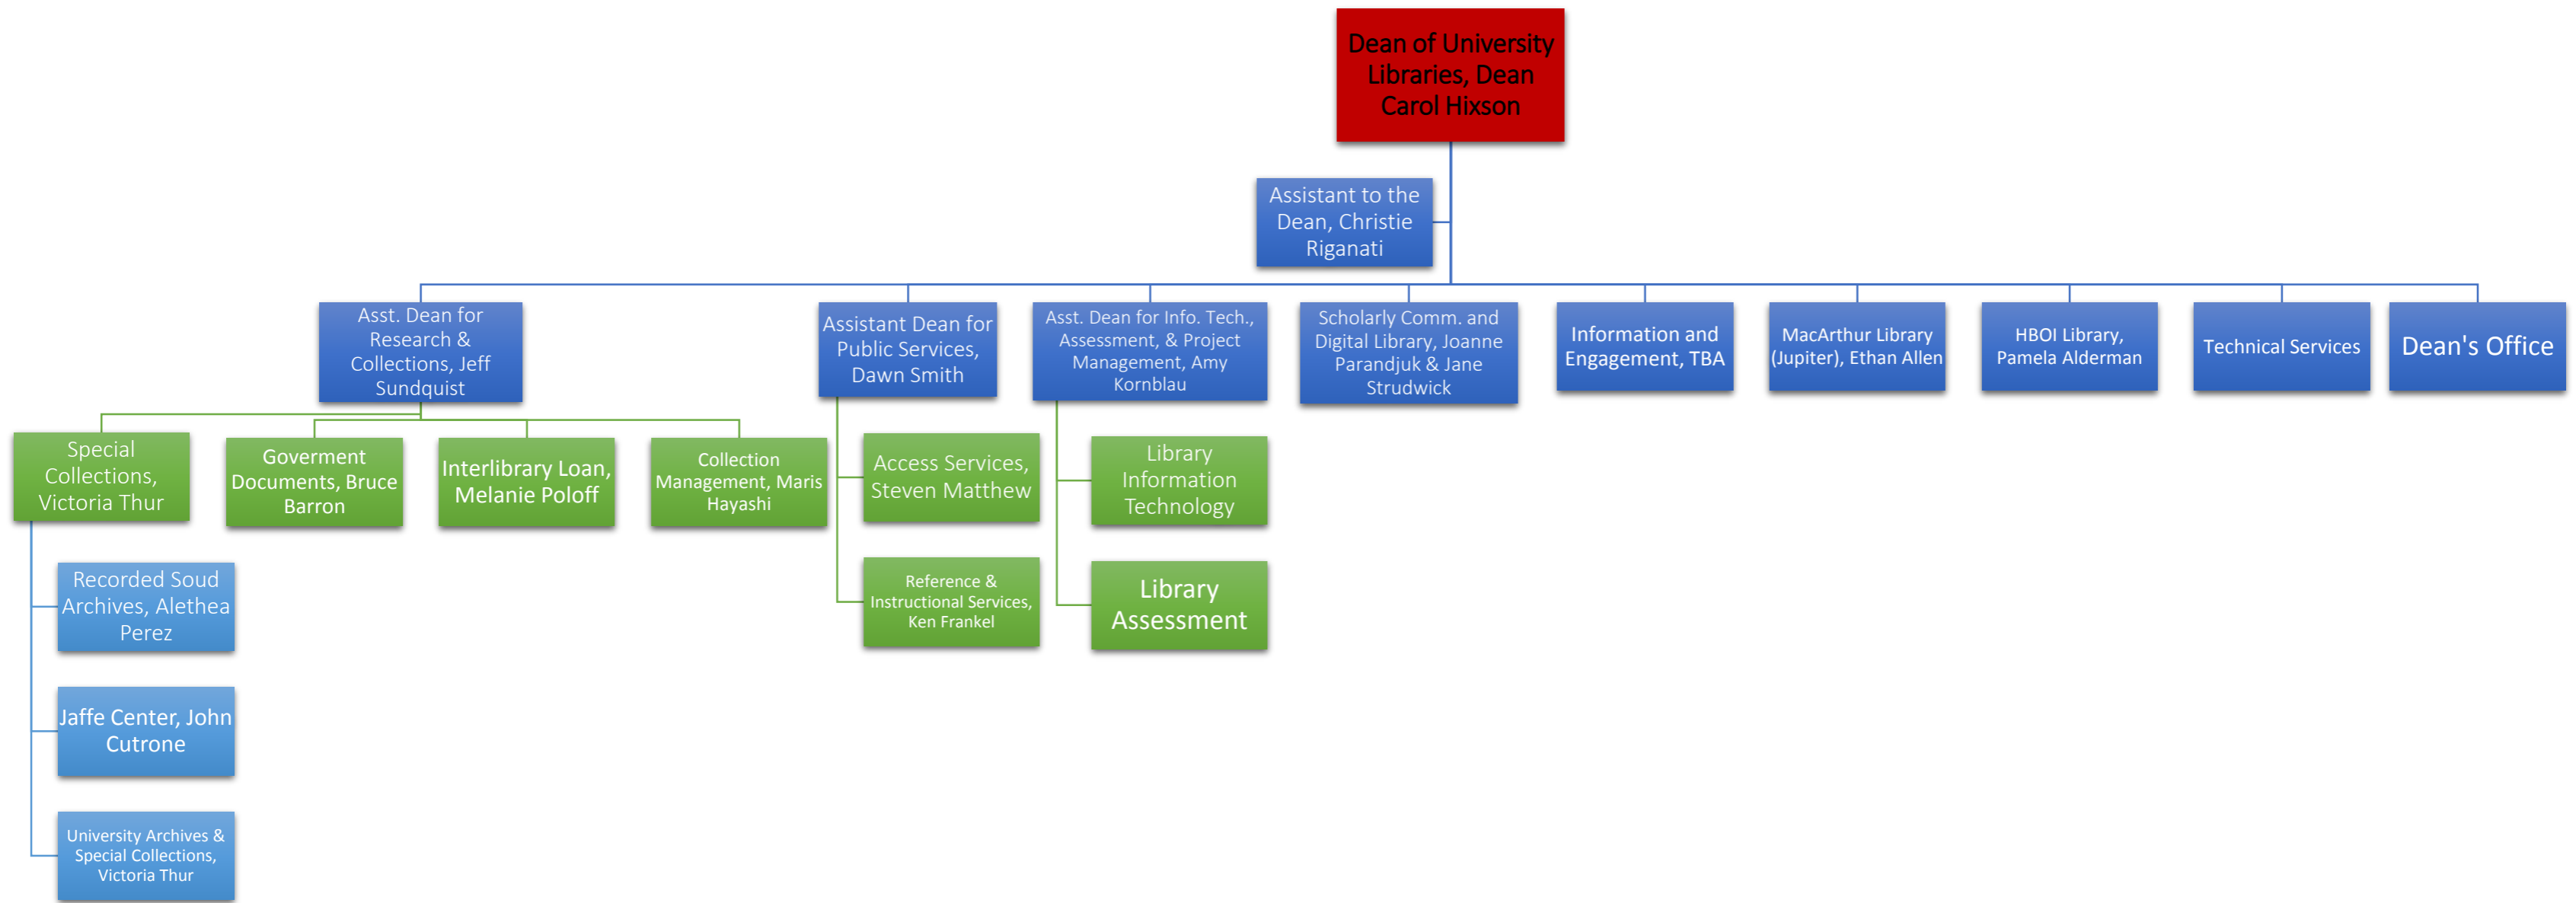 Dean of University
Libraries, Dean
Carol Hixson
Assistant to the
Dean, Christie
Riganati
Asst. Dean for
Research &
Collections, Jeff
Sundquist
Assistant Dean for
Public Services,
Dawn Smith
Asst. Dean for Info. Tech.,
Assessment, & Project
Management, Amy
Kornblau
Scholarly Comm. and
Digital Library, Joanne
Parandjuk & Jane
Strudwick
Information and
Engagement, TBA
MacArthur Library
(Jupiter), Ethan Allen
HBOI Library,
Pamela Alderman
Technical Services
Dean's Office
Special
Collections,
Victoria Thur
Goverment
Documents, Bruce
Barron
Interlibrary Loan,
Melanie Poloff
Collection
Management, Maris
Hayashi
Access Services,
Steven Matthew
Library
Information
Technology
Recorded Soud
Archives, Alethea
Perez
Reference &
Instructional Services,
Ken Frankel
Library
Assessment
Jaffe Center, John
Cutrone
University Archives &
Special Collections,
Victoria Thur